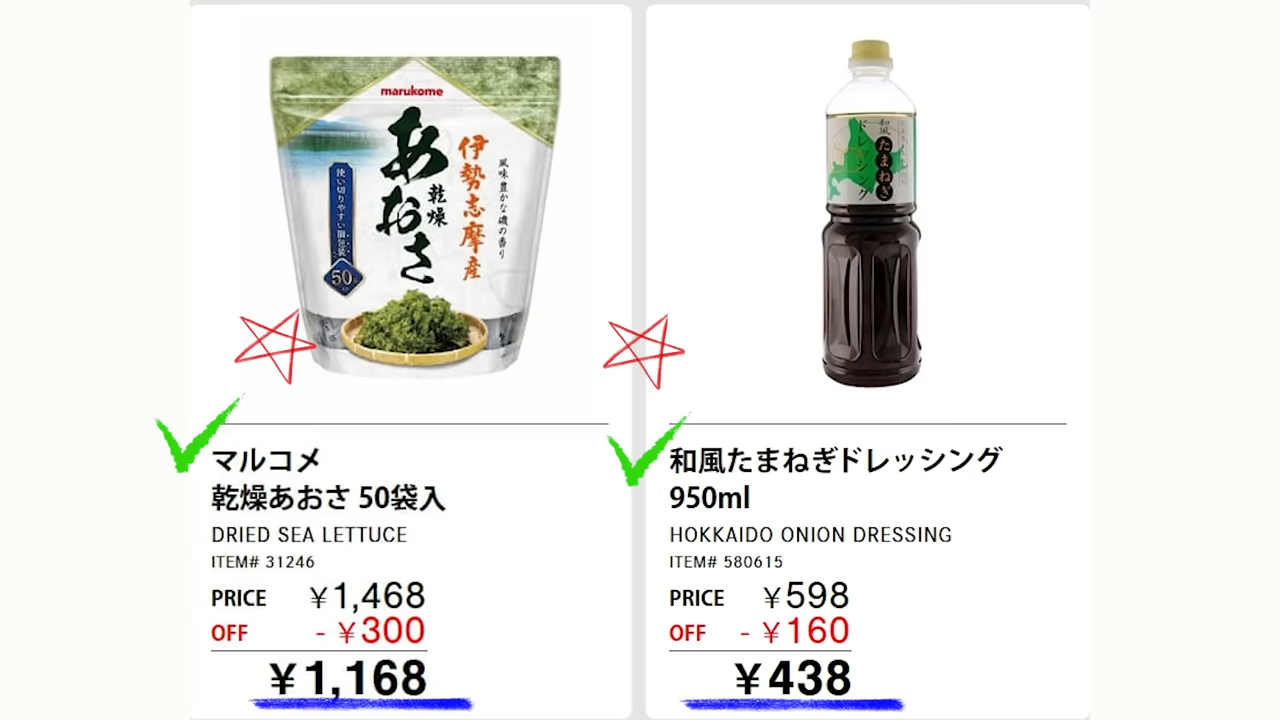 marukome
あおさ
乾燥
伊勢志摩産
風味豊かな磯の香り
使い切りやすい個包装
50
和風
たまねぎ
ドレッシング
マルコメ
乾燥あおさ 50袋入
DRIED SEA LETTUCE
ITEM# 31246
PRICE ￥1,468
OFF - ￥300
￥1,168
和風たまねぎドレッシング
950ml
HOKKAIDO ONION DRESSING
ITEM# 580615
PRICE ￥598
OFF - ￥160
￥438